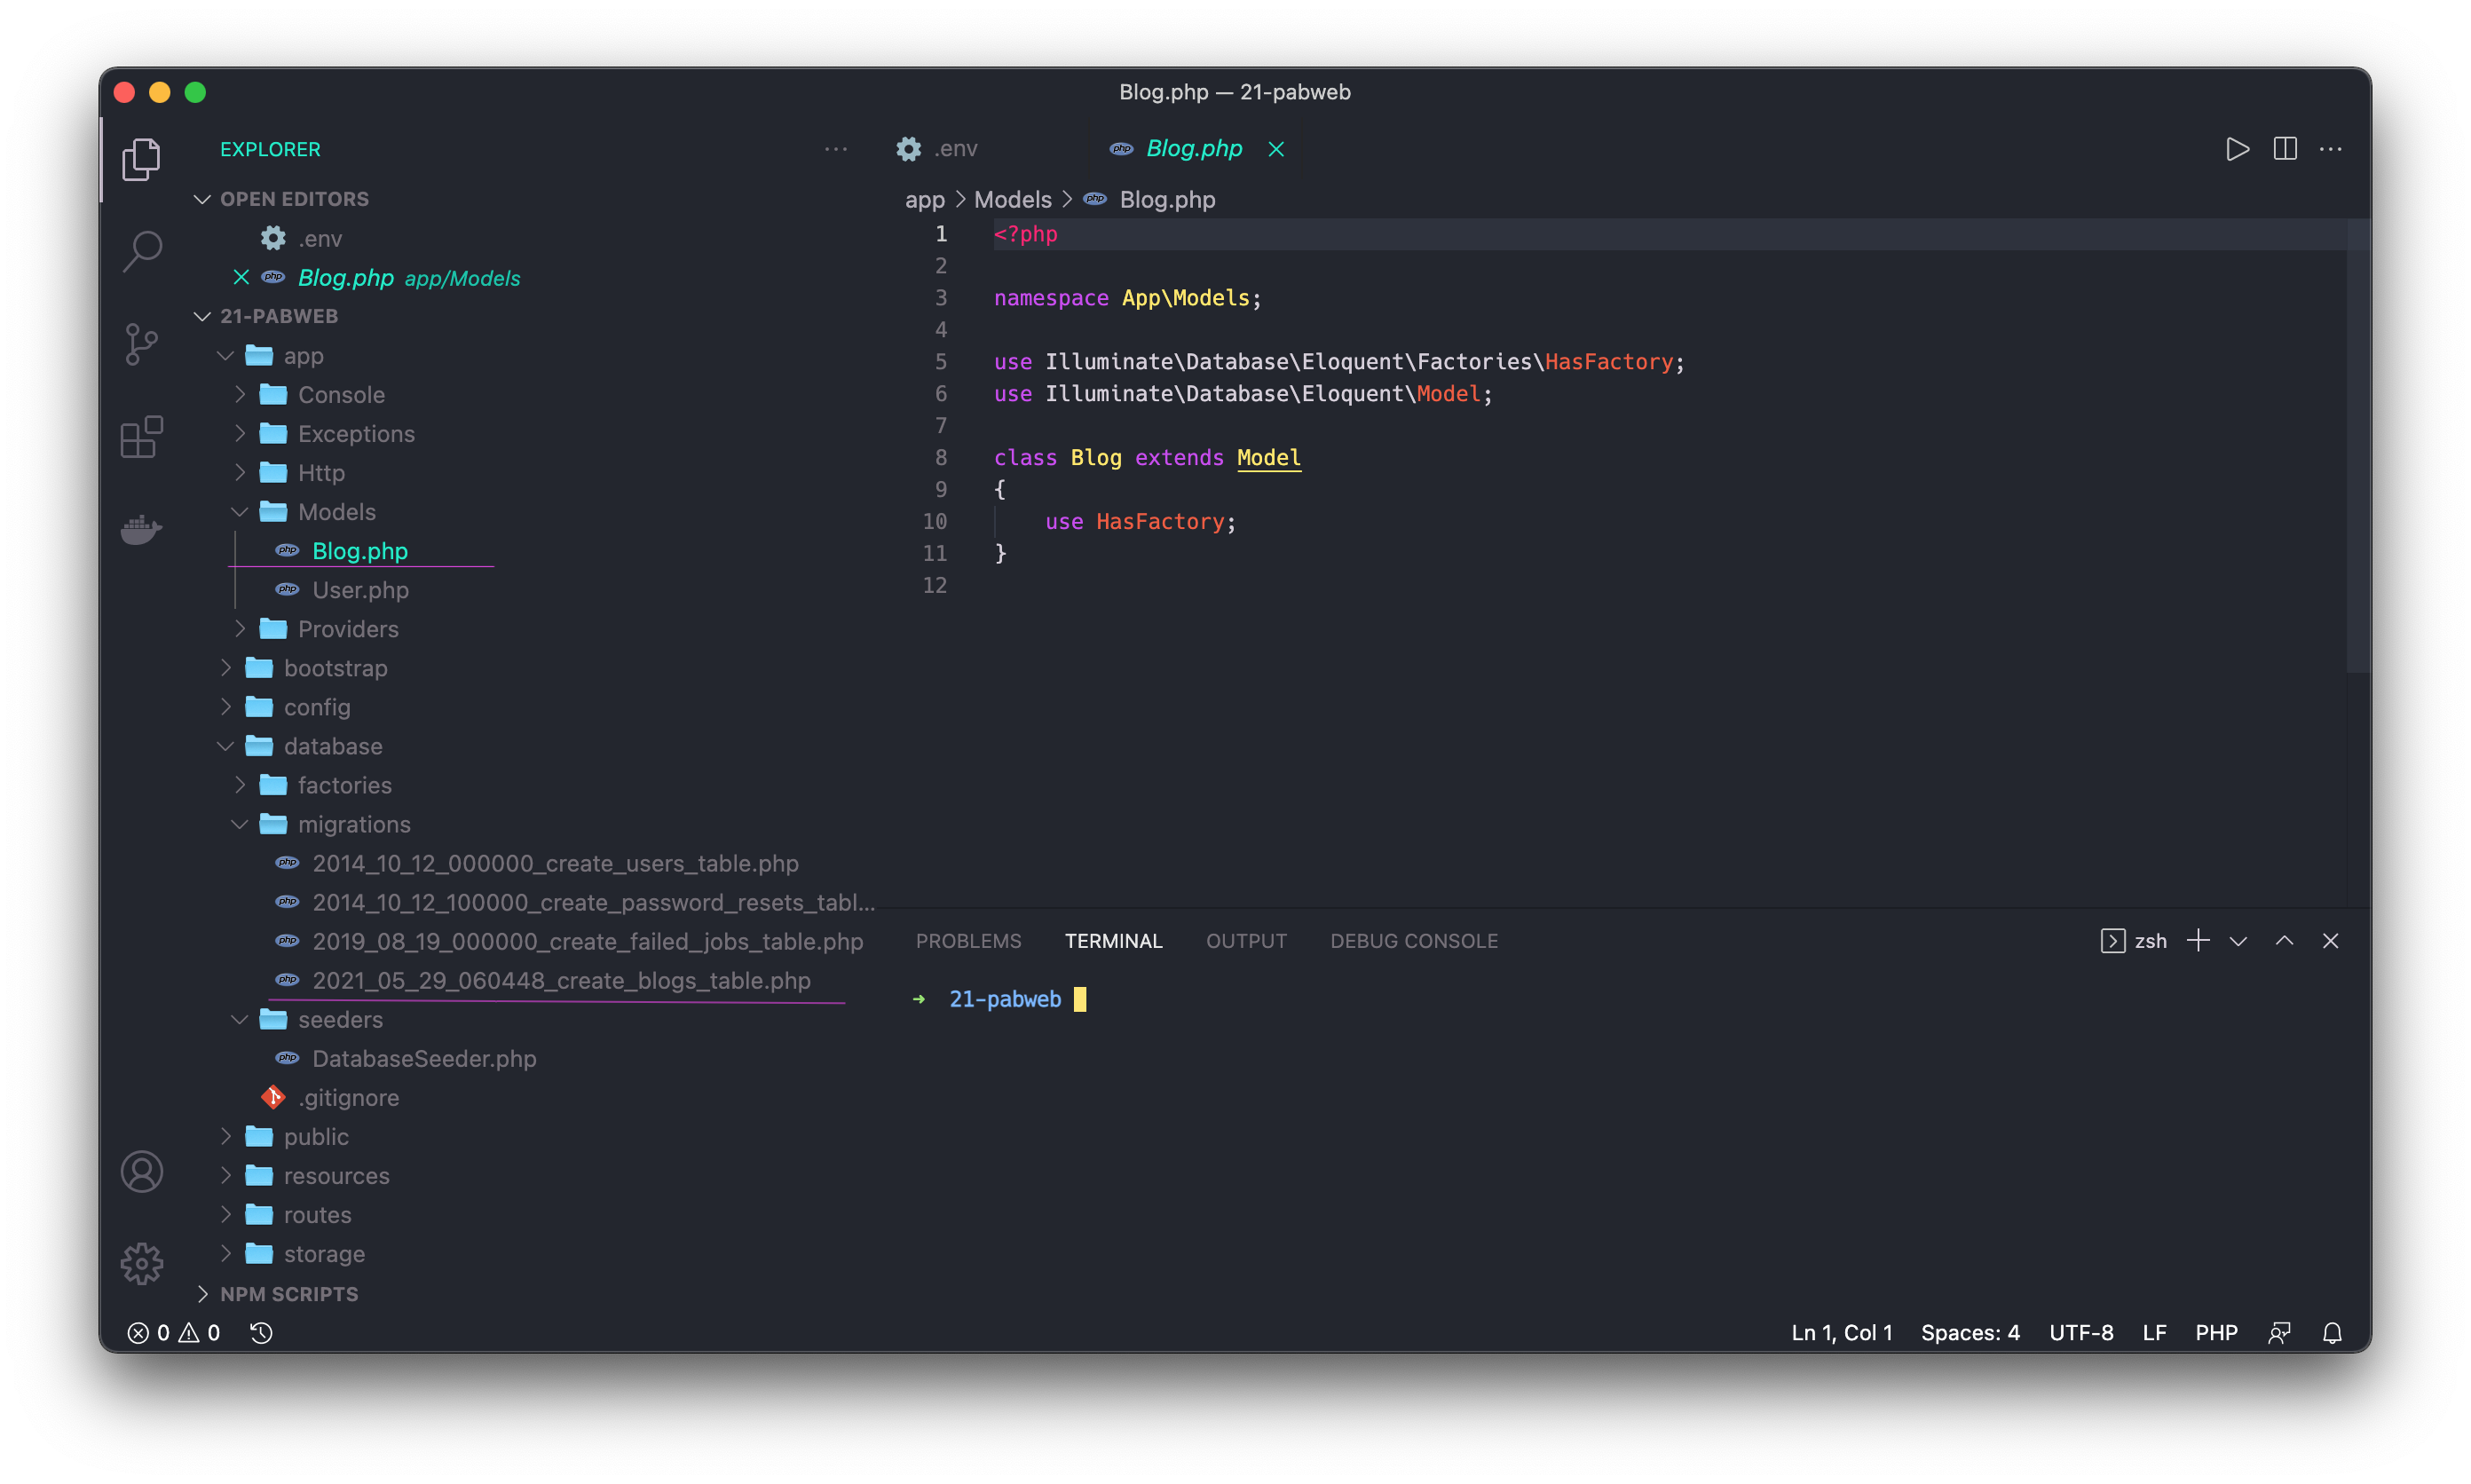 Blog.php — 21-pabweb
EXPLORER
OPEN EDITORS
.env
Blog.php app/Models
21-PABWEB
app
Console
Exceptions
Http
Models
Blog.php
User.php
Providers
bootstrap
config
database
factories
migrations
2014_10_12_000000_create_users_table.php
2014_10_12_100000_create_password_resets_tabl...
2019_08_19_000000_create_failed_jobs_table.php
2021_05_29_060448_create_blogs_table.php
seeders
DatabaseSeeder.php
.gitignore
public
resources
routes
storage
NPM SCRIPTS
.env
php Blog.php
app > Models > php Blog.php
1 <?php
2
3 namespace App\Models;
4
5 use Illuminate\Database\Eloquent\Factories\HasFactory;
6 use Illuminate\Database\Eloquent\Model;
7
8 class Blog extends Model
9 {
10     use HasFactory;
11 }
12
PROBLEMS TERMINAL OUTPUT DEBUG CONSOLE zsh
→ 21-pabweb
0 0
Ln 1, Col 1 Spaces: 4 UTF-8 LF PHP